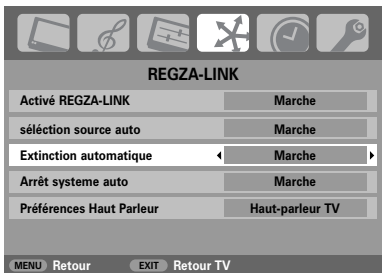 REGZA-LINK
Activé REGZA-LINK Marche
séléction source auto Marche
Extinction automatique Marche
Arrêt systeme auto Marche
Préférences Haut Parleur Haut-parleur TV
MENU Retour EXIT Retour TV